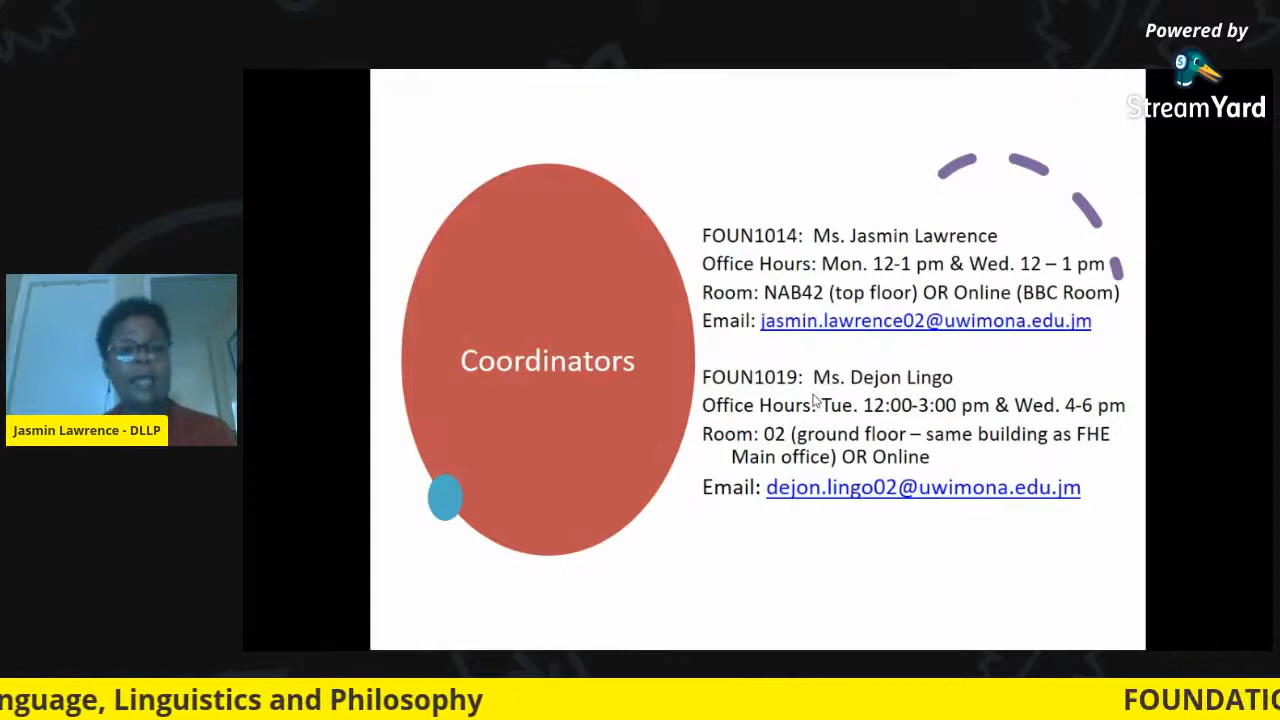 Powered by
StreamYard
FOUN1014: Ms. Jasmin Lawrence
Office Hours: Mon. 12-1 pm & Wed. 12 – 1 pm
Room: NAB42 (top floor) OR Online (BBC Room)
Email: jasmin.lawrence02@uwimona.edu.jm
Coordinators
FOUN1019: Ms. Dejon Lingo
Office Hours: Tue. 12:00-3:00 pm & Wed. 4-6 pm
Room: 02 (ground floor – same building as FHE
Main office) OR Online
Email: dejon.lingo02@uwimona.edu.jm
Jasmin Lawrence - DLLP
nguage, Linguistics and Philosophy FOUNDATIO